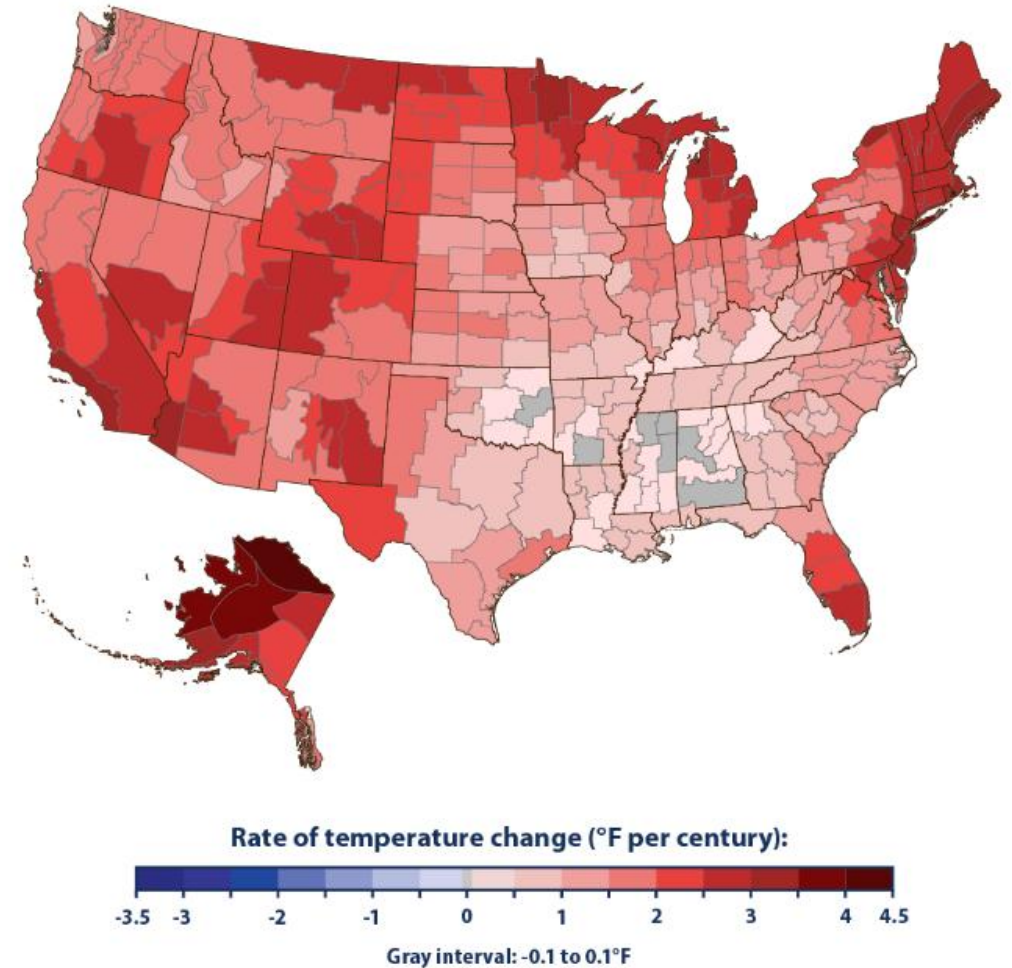 Rate of temperature change (°F per century):
-3.5 -3 -2 -1 0 1 2 3 4 4.5
Gray interval: -0.1 to 0.1°F